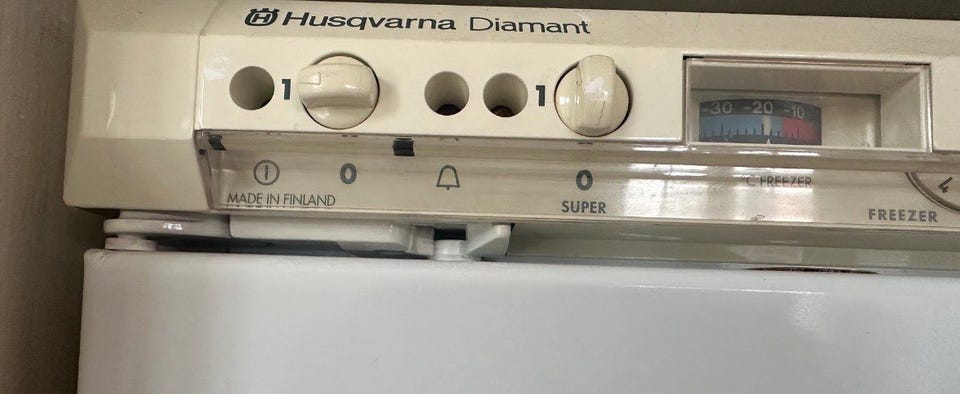 Husqvarna Diamant
1 1
-30 -20 -10
0 0
°C FREEZER
MADE IN FINLAND
SUPER
FREEZER